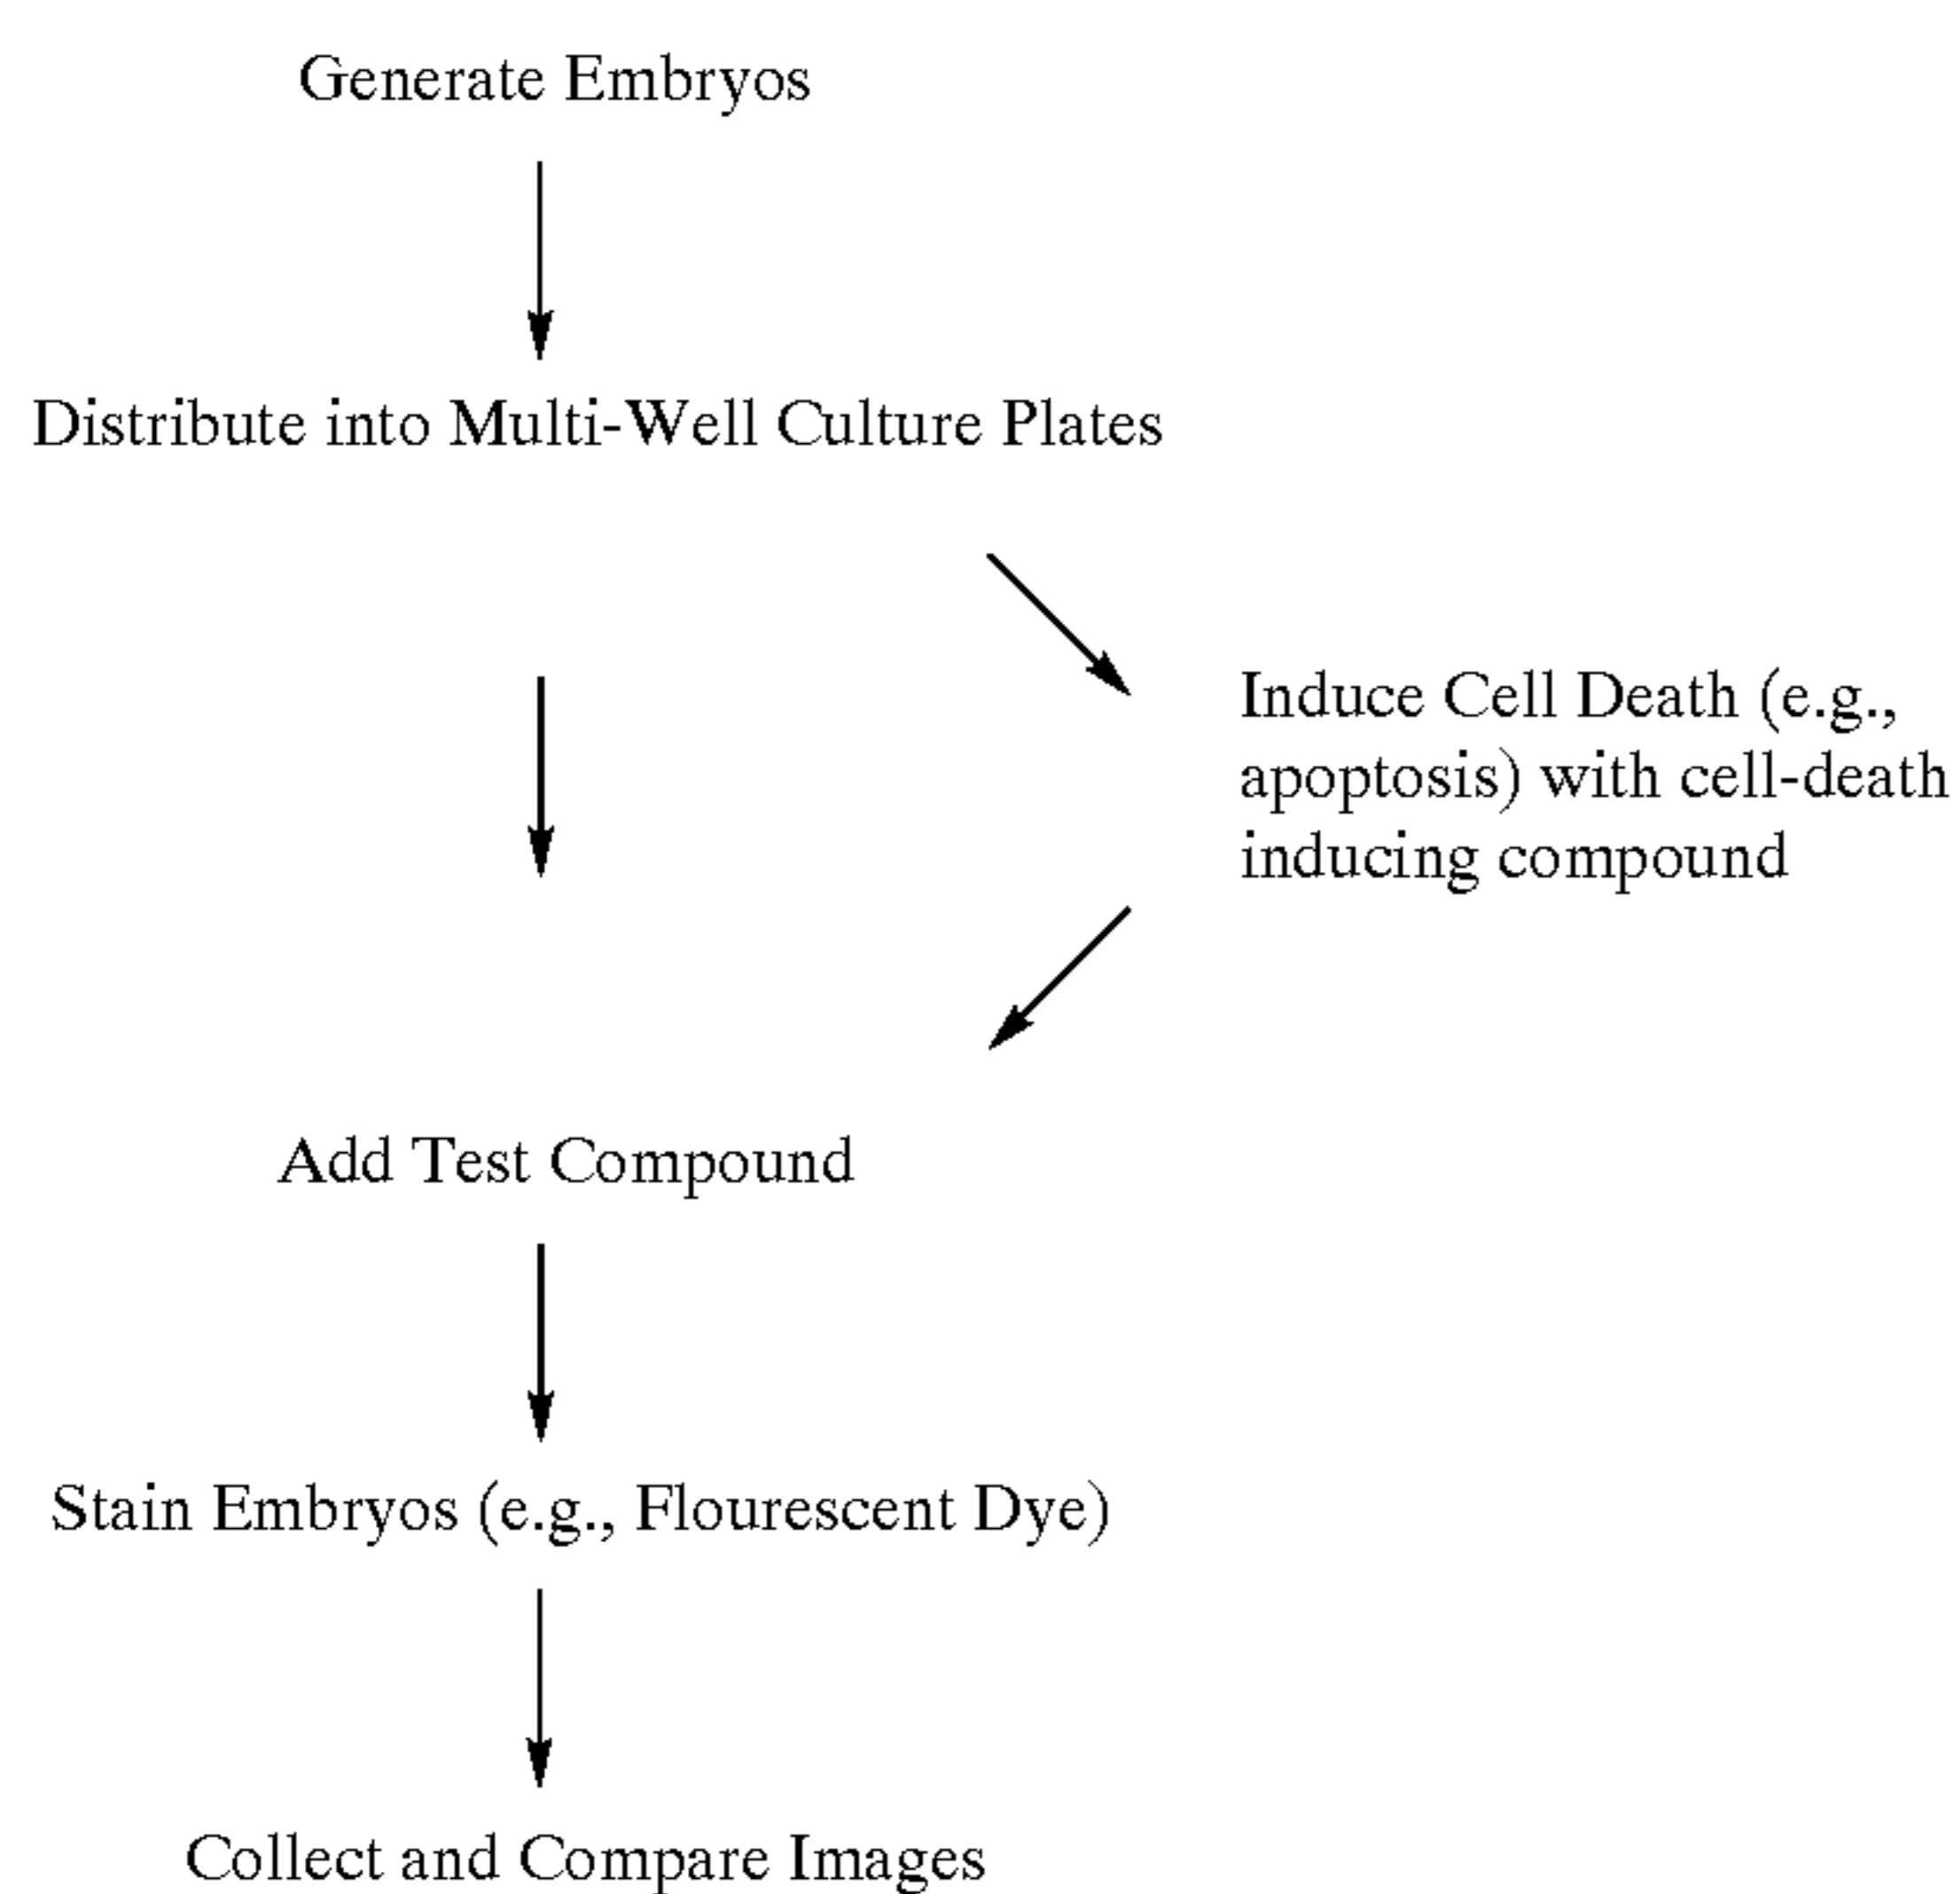 Generate Embryos
Distribute into Multi-Well Culture Plates
Induce Cell Death (e.g.,
apoptosis) with cell-death
inducing compound
Add Test Compound
Stain Embryos (e.g., Flourescent Dye)
Collect and Compare Images